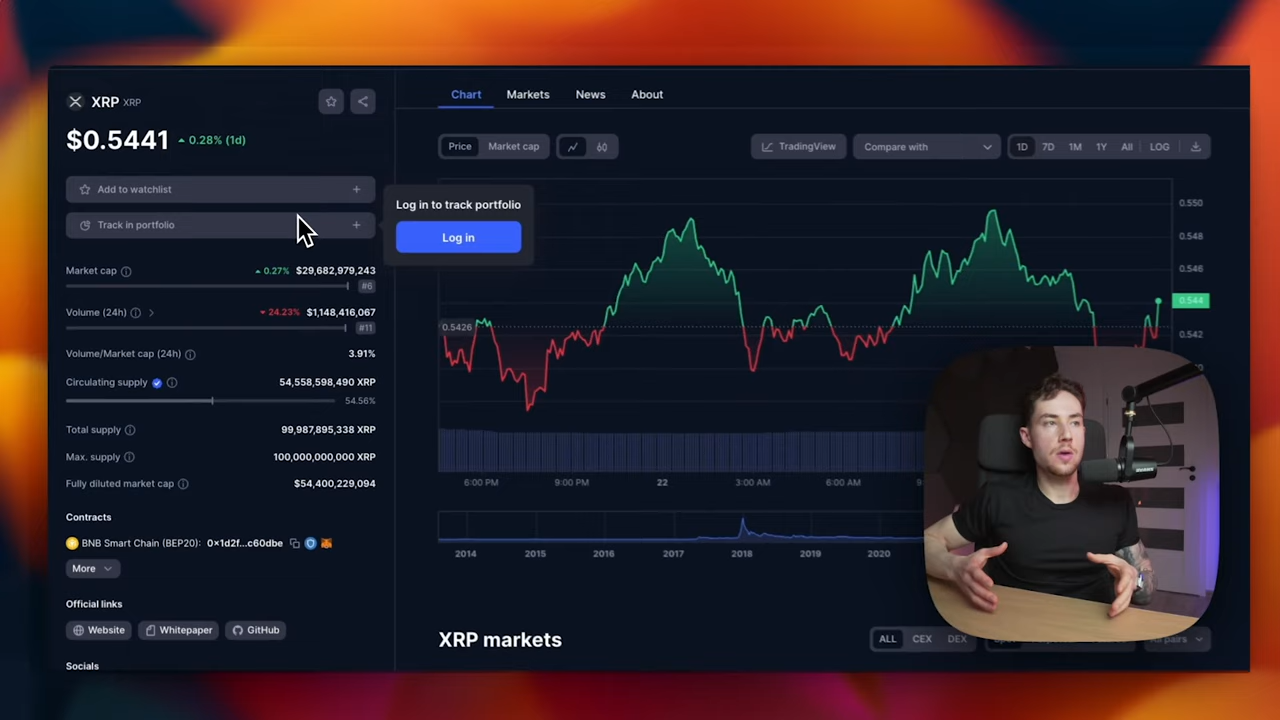 XRP XRP
$0.5441 0.28% (1d)
Add to watchlist
Track in portfolio
Market cap 0.27% $29,682,979,243
#6
Volume (24h) 24.23% $1,148,416,067
#11
Volume/Market cap (24h) 3.91%
Circulating supply 54,558,598,490 XRP
54.56%
Total supply 99,987,895,338 XRP
Max. supply 100,000,000,000 XRP
Fully diluted market cap $54,400,229,094
Contracts
BNB Smart Chain (BEP20): 0x1d2f...c60dbe
More
Official links
Website Whitepaper GitHub
Socials
Log in to track portfolio
Log in
Chart Markets News About
Price Market cap TradingView Compare with 1D 7D 1M 1Y All LOG
0.550
0.548
0.546
0.544
0.5426
0.542
6:00 PM 9:00 PM 22 3:00 AM 6:00 AM
2014 2015 2016 2017 2018 2019 2020
XRP markets ALL CEX DEX
pairs